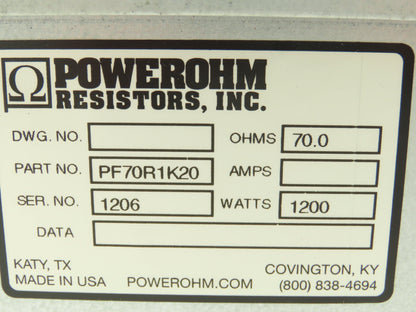 Ω POWEROHM
RESISTORS, INC.
DWG. NO. OHMS 70.0
PART NO. PF70R1K20 AMPS
SER. NO. 1206 WATTS 1200
DATA
KATY, TX COVINGTON, KY
MADE IN USA POWEROHM.COM (800) 838-4694